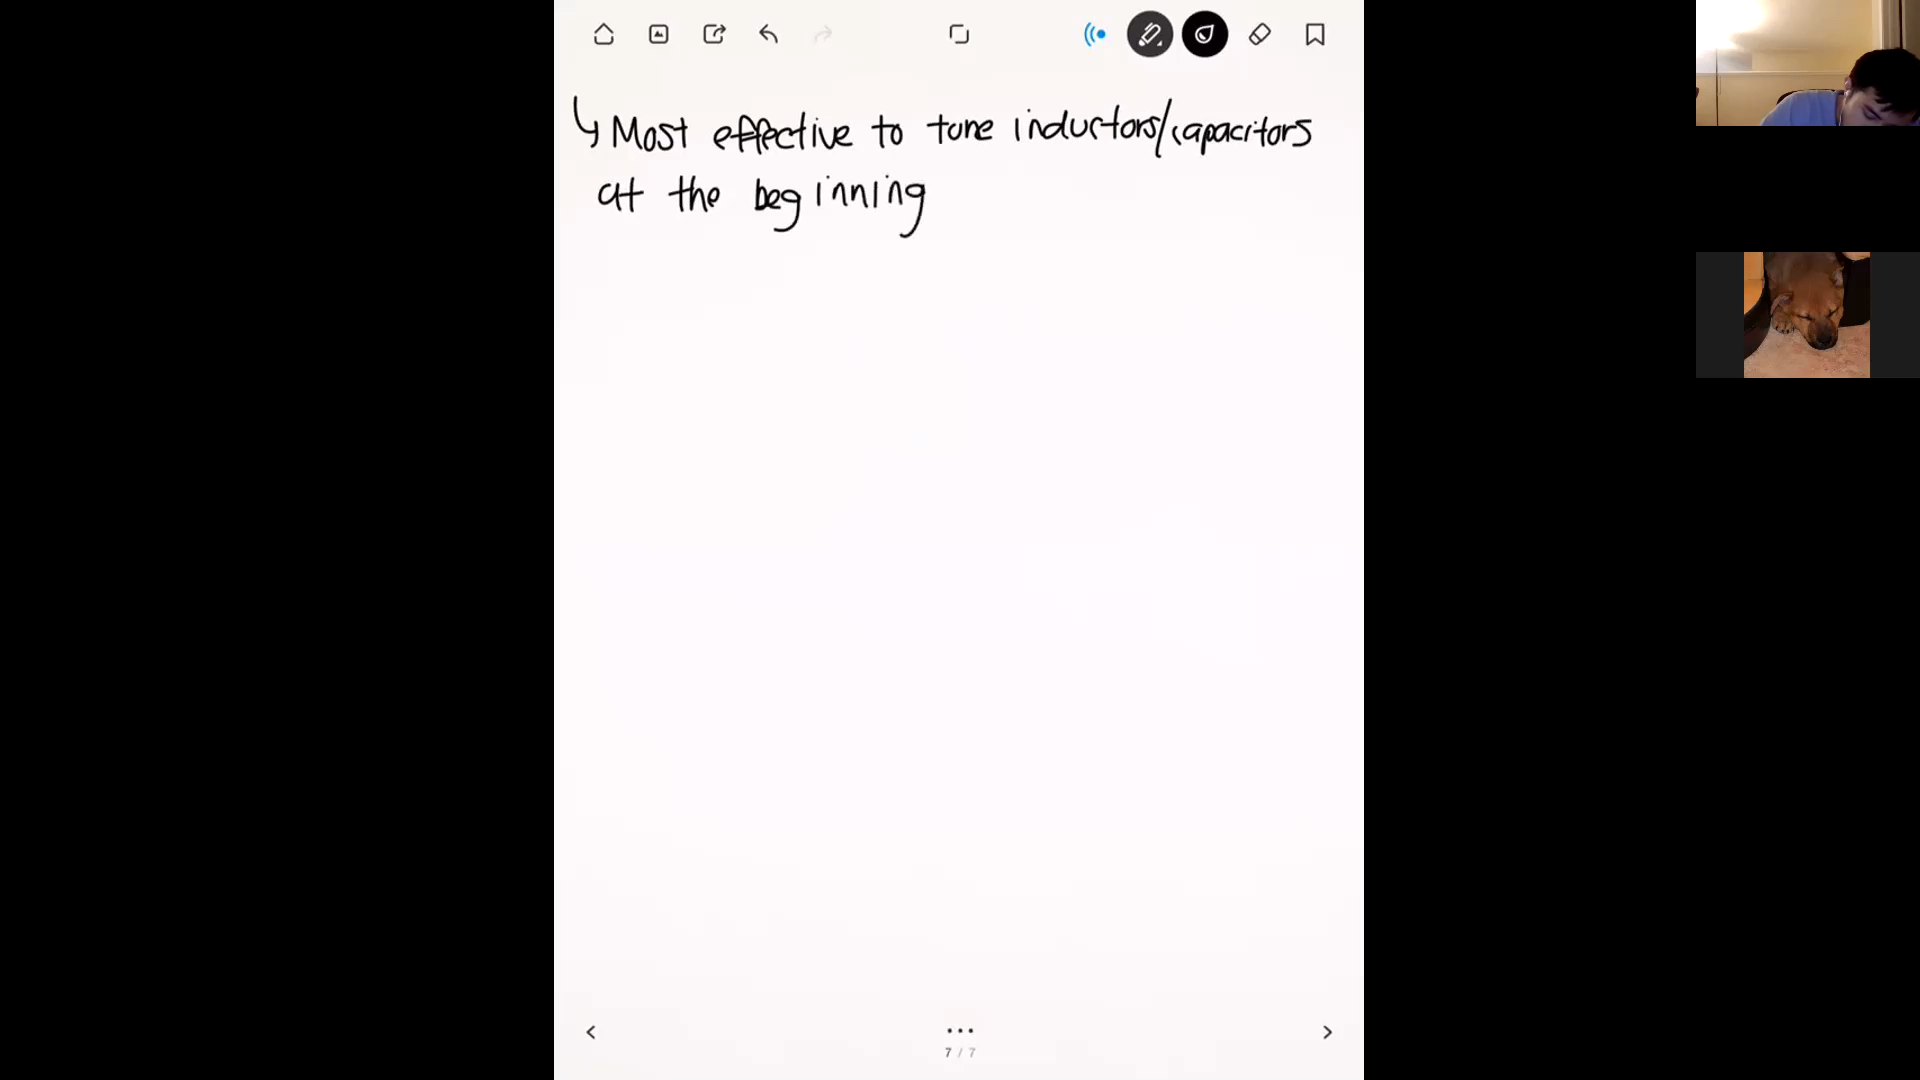 ↳ Most effective to tune inductors/capacitors
at the beginning
7 / 7